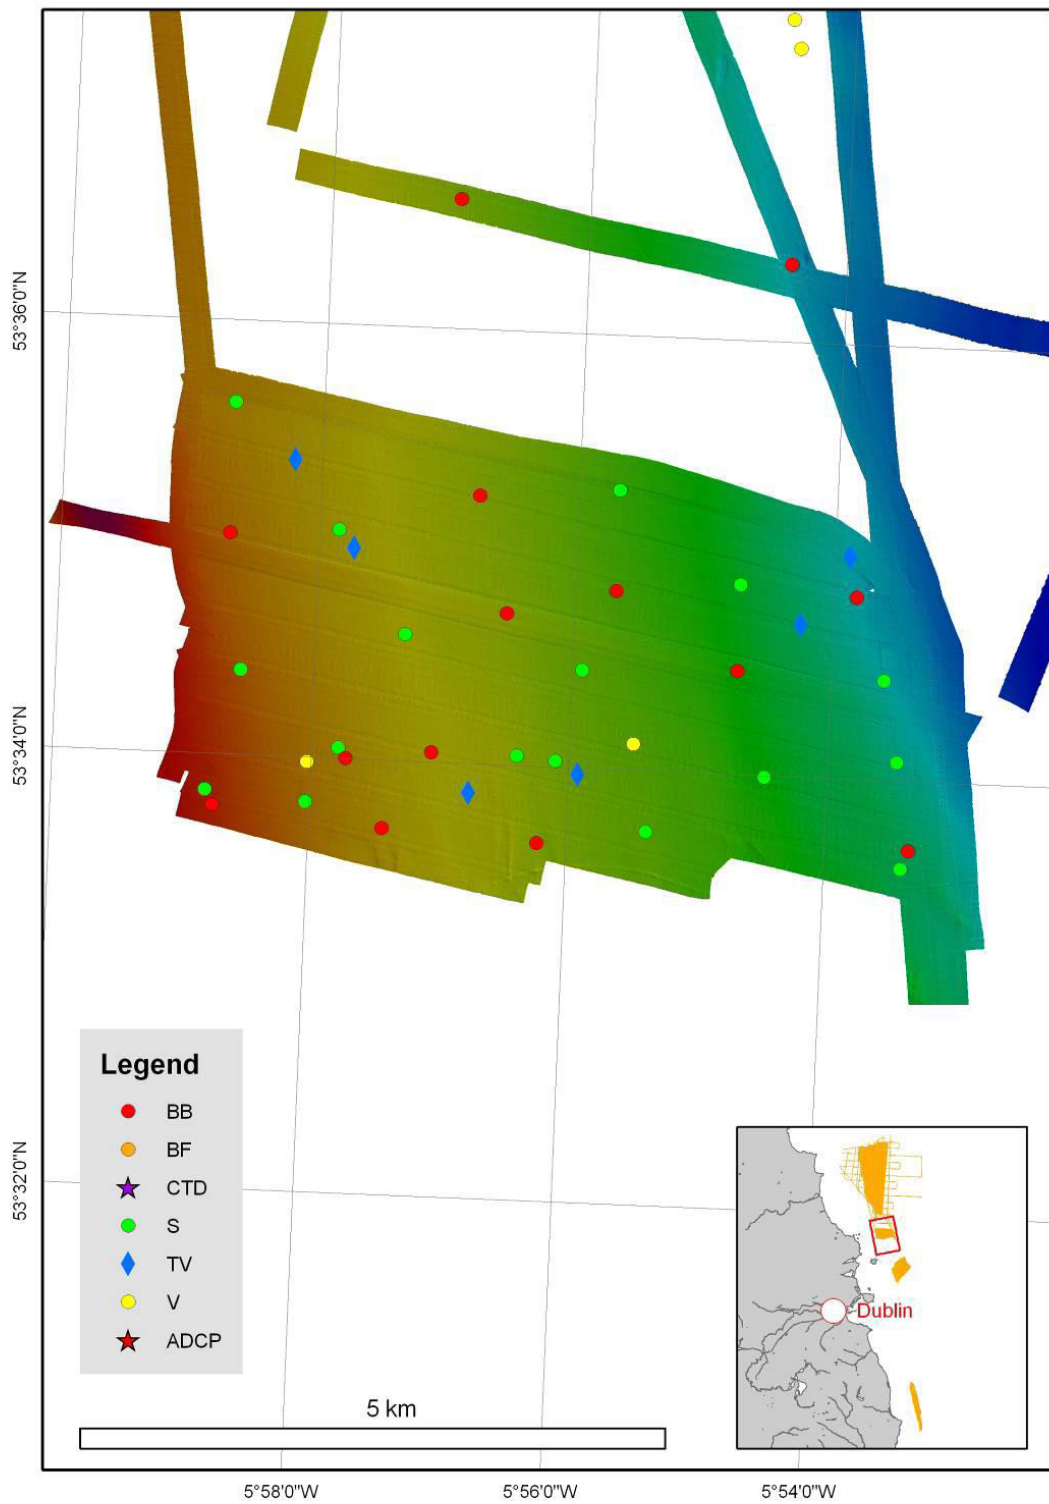 53°36'0"N
53°34'0"N
53°32'0"N
Legend
BB
BF
CTD
S
TV
V
ADCP
Dublin
5 km
5°58'0"W
5°56'0"W
5°54'0"W